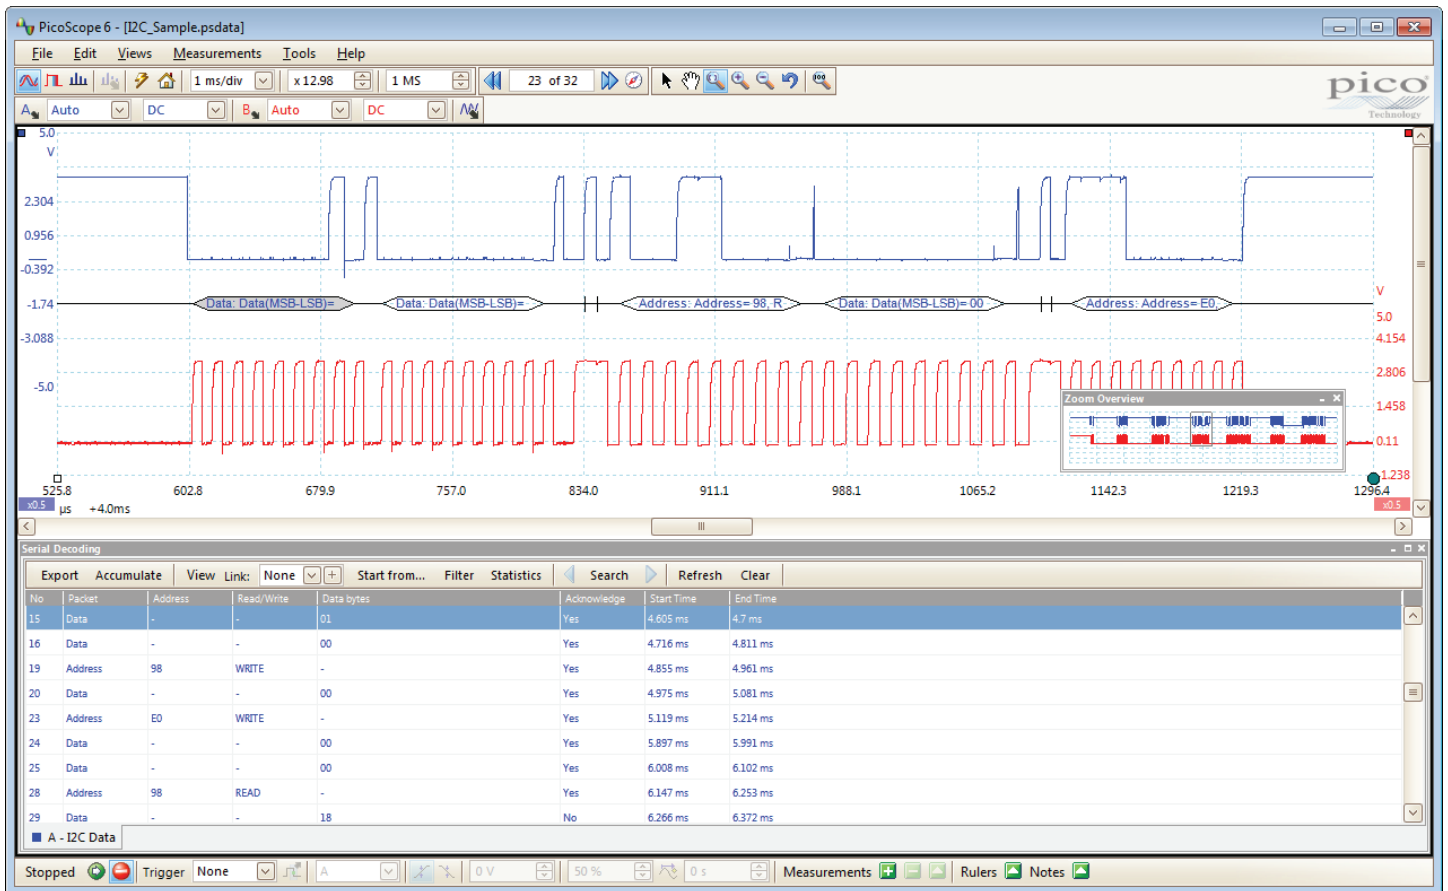 PicoScope 6 - [I2C_Sample.psdata]
File Edit Views Measurements Tools Help
1 ms/div x 12.98 1 MS 23 of 32
pico
Technology
A Auto DC B Auto DC
5.0
V
2.304
0.956
-0.392
-1.74
-3.088
-5.0
Data: Data(MSB-LSB)= Data: Data(MSB-LSB)= Address: Address= 98, R Data: Data(MSB-LSB)= 00 Address: Address= E0,
V
5.0
4.154
2.806
1.458
0.11
-1.238
Zoom Overview
525.8 602.8 679.9 757.0 834.0 911.1 988.1 1065.2 1142.3 1219.3 1296.4
x0.5 µs +4.0ms x0.5
Serial Decoding
Export Accumulate View Link: None Start from... Filter Statistics Search Refresh Clear
No Packet Address Read/Write Data bytes Acknowledge Start Time End Time
15 Data - - 01 Yes 4.605 ms 4.7 ms
16 Data - - 00 Yes 4.716 ms 4.811 ms
19 Address 98 WRITE - Yes 4.855 ms 4.961 ms
20 Data - - 00 Yes 4.975 ms 5.081 ms
23 Address E0 WRITE - Yes 5.119 ms 5.214 ms
24 Data - - 00 Yes 5.897 ms 5.991 ms
25 Data - - 00 Yes 6.008 ms 6.102 ms
28 Address 98 READ - Yes 6.147 ms 6.253 ms
29 Data - - 18 No 6.266 ms 6.372 ms
A - I2C Data
Stopped Trigger None A 0 V 50 % 0 s Measurements Rulers Notes